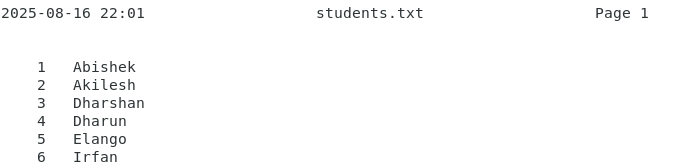 2025-08-16 22:01 students.txt Page 1
1 Abishek
2 Akilesh
3 Dharshan
4 Dharun
5 Elango
6 Irfan